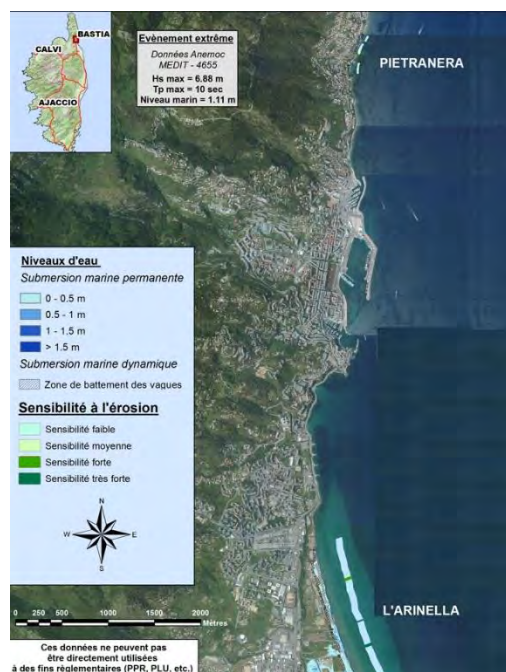 BASTIA
CALVI
AJACCIO
Evènement extrême
Données Anemoc
MEDIT - 4655
Hs max = 6.88 m
Tp max = 10 sec
Niveau marin = 1.11 m
PIETRANERA
Niveaux d'eau
Submersion marine permanente
0 - 0.5 m
0.5 - 1 m
1 - 1.5 m
> 1.5 m
Submersion marine dynamique
Zone de battement des vagues
Sensibilité à l'érosion
Sensibilité faible
Sensibilité moyenne
Sensibilité forte
Sensibilité très forte
N
W E
S
0 250 500 1000 1500 2000
Mètres
L'ARINELLA
Ces données ne peuvent pas
être directement utilisées
à des fins règlementaires (PPR, PLU, etc.)